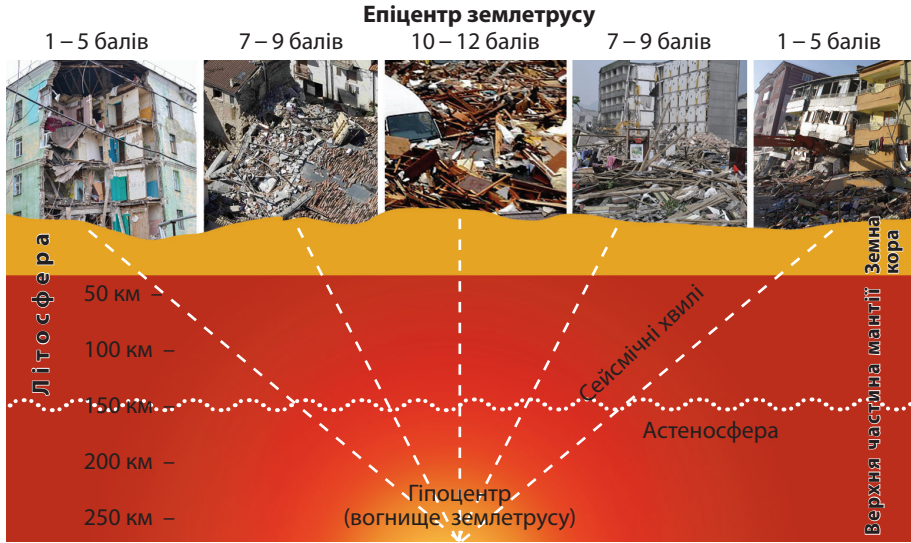 Епіцентр землетрусу
1 – 5 балів
7 – 9 балів
10 – 12 балів
7 – 9 балів
1 – 5 балів
Літосфера
Земна
кора
50 км –
100 км –
150 км –
200 км –
250 км –
Сейсмічні хвилі
Астеносфера
Верхня частина мантії
Гіпоцентр
(вогнище землетрусу)